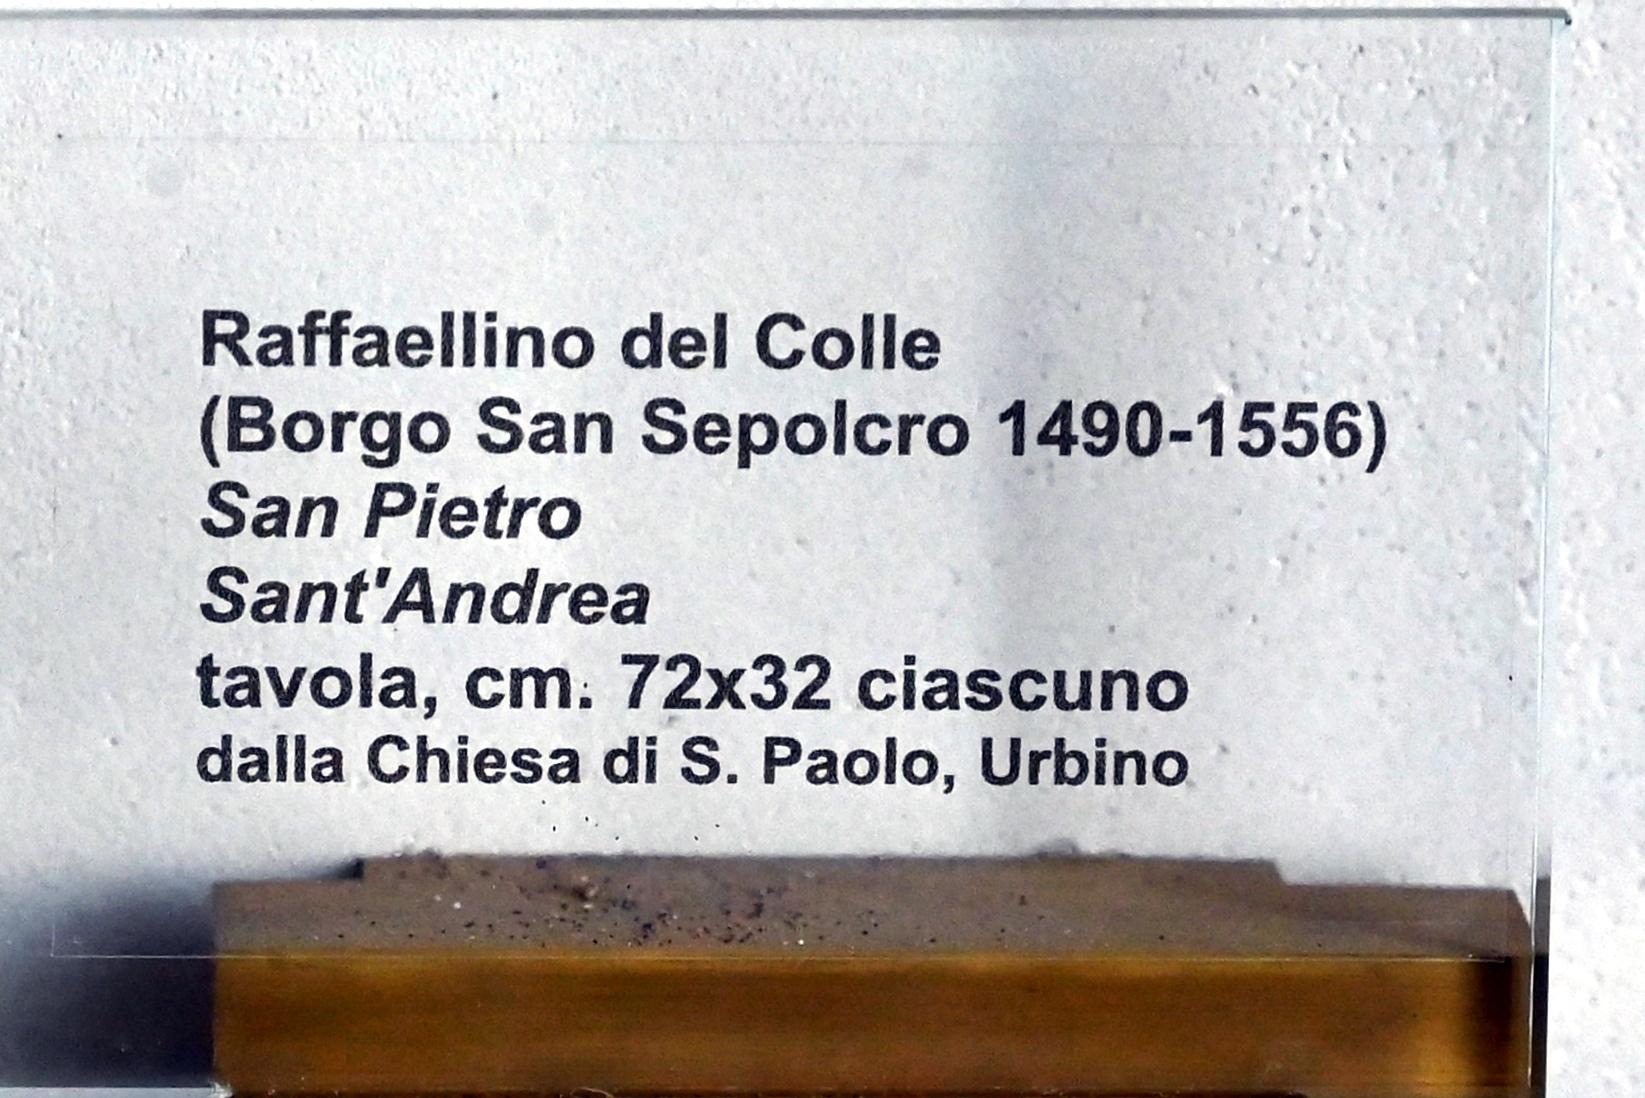 Raffaellino del Colle
(Borgo San Sepolcro 1490-1556)
San Pietro
Sant'Andrea
tavola, cm. 72x32 ciascuno
dalla Chiesa di S. Paolo, Urbino